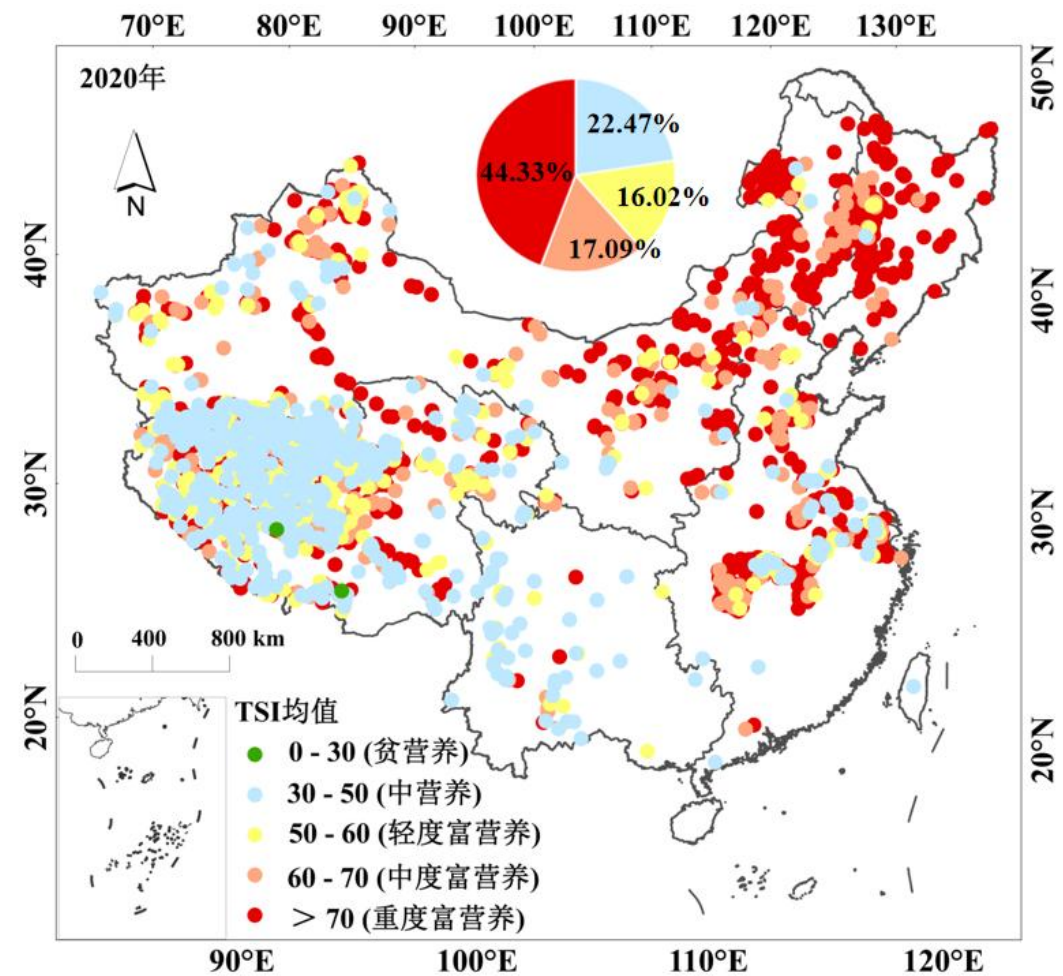 70°E 80°E 90°E 100°E 110°E 120°E 130°E
2020年
N
50°N
40°N
30°N
20°N
40°N
30°N
20°N
22.47%
44.33%
16.02%
17.09%
0 400 800 km
TSI均值
0 - 30 (贫营养)
30 - 50 (中营养)
50 - 60 (轻度富营养)
60 - 70 (中度富营养)
＞ 70 (重度富营养)
90°E 100°E 110°E 120°E